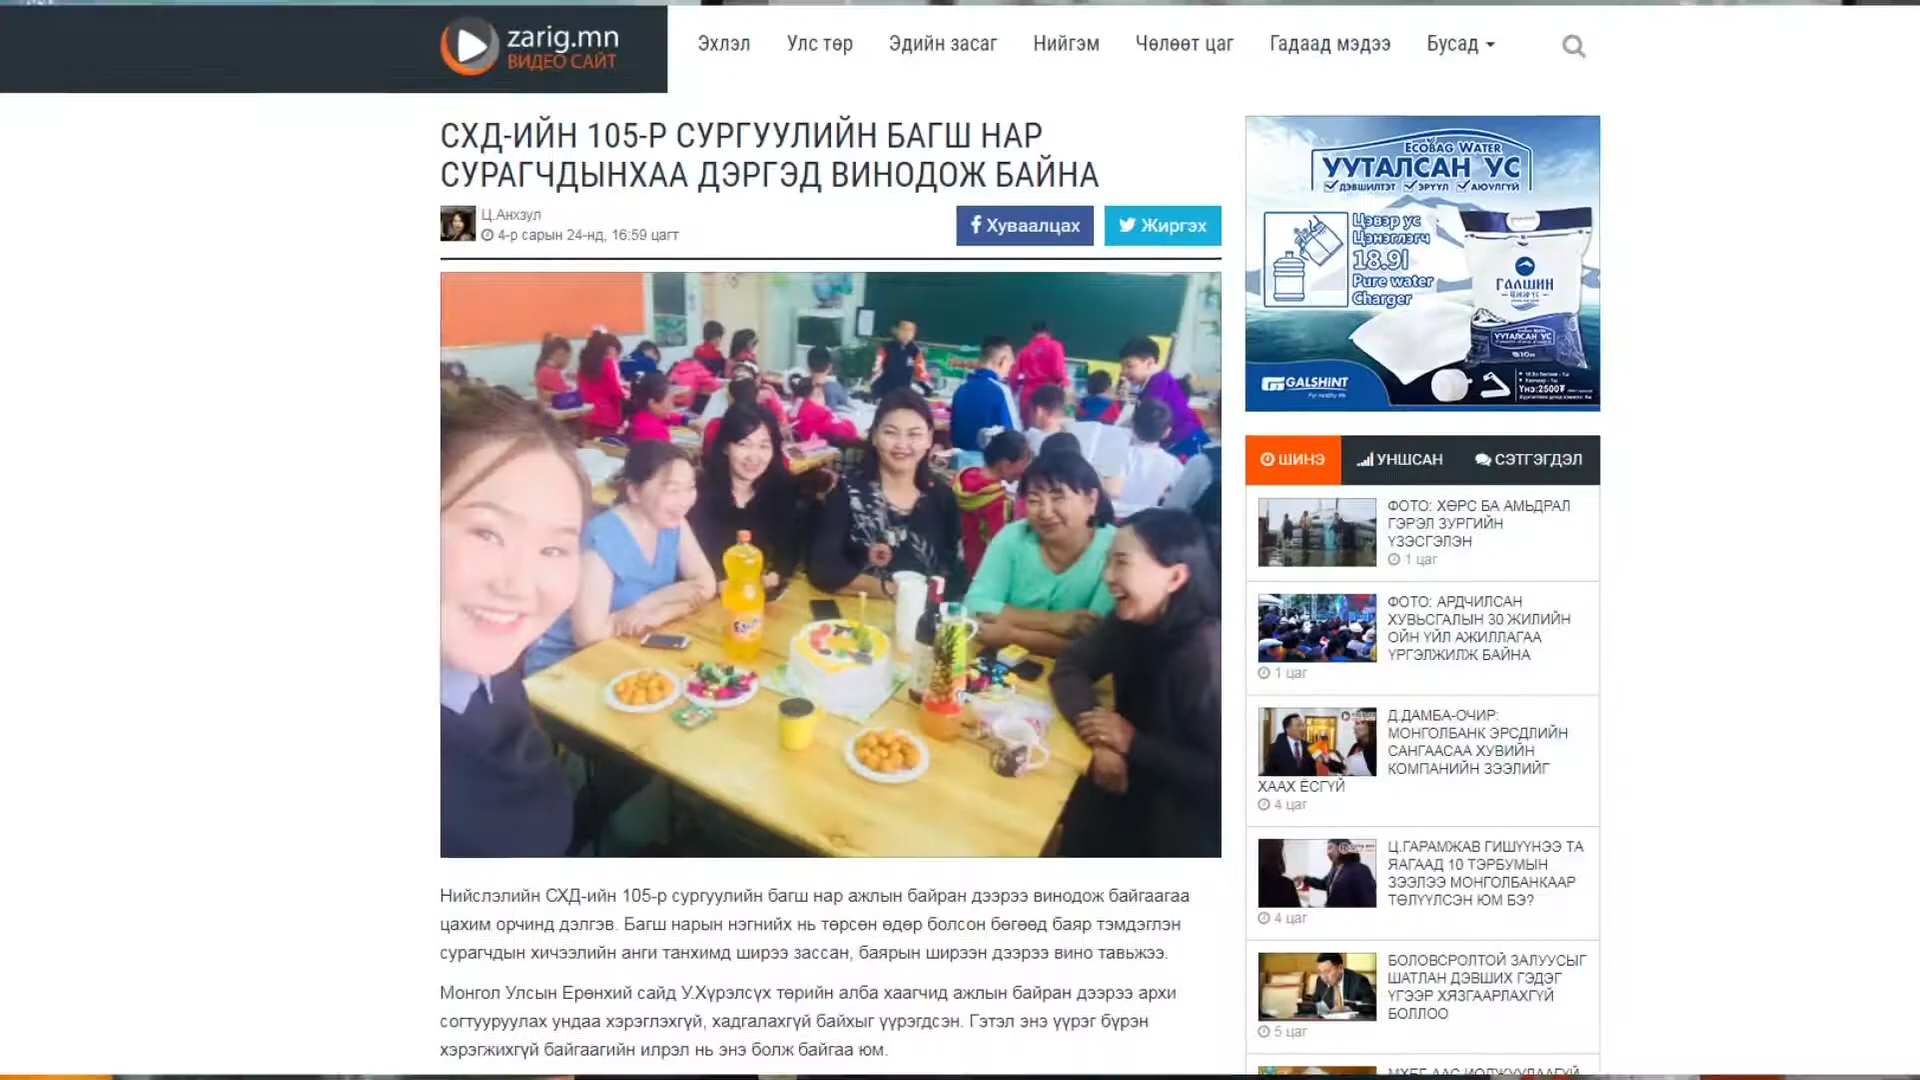 zarig.mn
ВИДЕО САЙТ
Эхлэл
Улс төр
Эдийн засаг
Нийгэм
Чөлөөт цаг
Гадаад мэдээ
Бусад
СХД-ИЙН 105-Р СУРГУУЛИЙН БАГШ НАР
СУРАГЧДЫНХАА ДЭРГЭД ВИНОДОЖ БАЙНА
Ц.Анхзул
4-р сарын 24-нд, 16:59 цагт
Хуваалцах
Жиргэх
Нийслэлийн СХД-ийн 105-р сургуулийн багш нар ажлын байран дээрээ винодож байгаагаа
цахим орчинд дэлгэв. Багш нарын нэгнийх нь төрсөн өдөр болсон бөгөөд баяр тэмдэглэн
сурагчдын хичээлийн анги танхимд ширээ зассан, баярын ширээн дээрээ вино тавьжээ.
Монгол Улсын Ерөнхий сайд У.Хүрэлсүх төрийн алба хаагчид ажлын байран дээрээ архи
согтууруулах ундаа хэрэглэхгүй, хадгалахгүй байхыг үүрэгдсэн. Гэтэл энэ үүрэг бүрэн
хэрэгжихгүй байгаагийн илрэл нь энэ болж байгаа юм.
ECOBAG WATER
УУТАЛСАН УС
ДЭВШИЛТЭТ ЭРҮҮЛ АЮУЛГҮЙ
Цэвэр ус
Цэнэглэгч
18.9l
Pure water
Charger
ГАЛШИН
УУТАЛСАН УС
GALSHINT
For healthy life
Үнэ:2500₮
ШИНЭ
УНШСАН
СЭТГЭГДЭЛ
ФОТО: ХӨРС БА АМЬДРАЛ
ГЭРЭЛ ЗУРГИЙН
ҮЗЭСГЭЛЭН
1 цаг
ФОТО: АРДЧИЛСАН
ХУВЬСГАЛЫН 30 ЖИЛИЙН
ОЙН ҮЙЛ АЖИЛЛАГАА
ҮРГЭЛЖИЛЖ БАЙНА
1 цаг
Д.ДАМБА-ОЧИР:
МОНГОЛБАНК ЭРСДЛИЙН
САНГААСАА ХУВИЙН
КОМПАНИЙН ЗЭЭЛИЙГ
ХААХ ЁСГҮЙ
4 цаг
Ц.ГАРАМЖАВ ГИШҮҮНЭЭ ТА
ЯАГААД 10 ТЭРБУМЫН
ЗЭЭЛЭЭ МОНГОЛБАНКААР
ТӨЛҮҮЛСЭН ЮМ БЭ?
4 цаг
БОЛОВСРОЛТОЙ ЗАЛУУСЫГ
ШАТЛАН ДЭВШИХ ГЭДЭГ
ҮГЭЭР ХЯЗГААРЛАХГҮЙ
БОЛЛОО
5 цаг